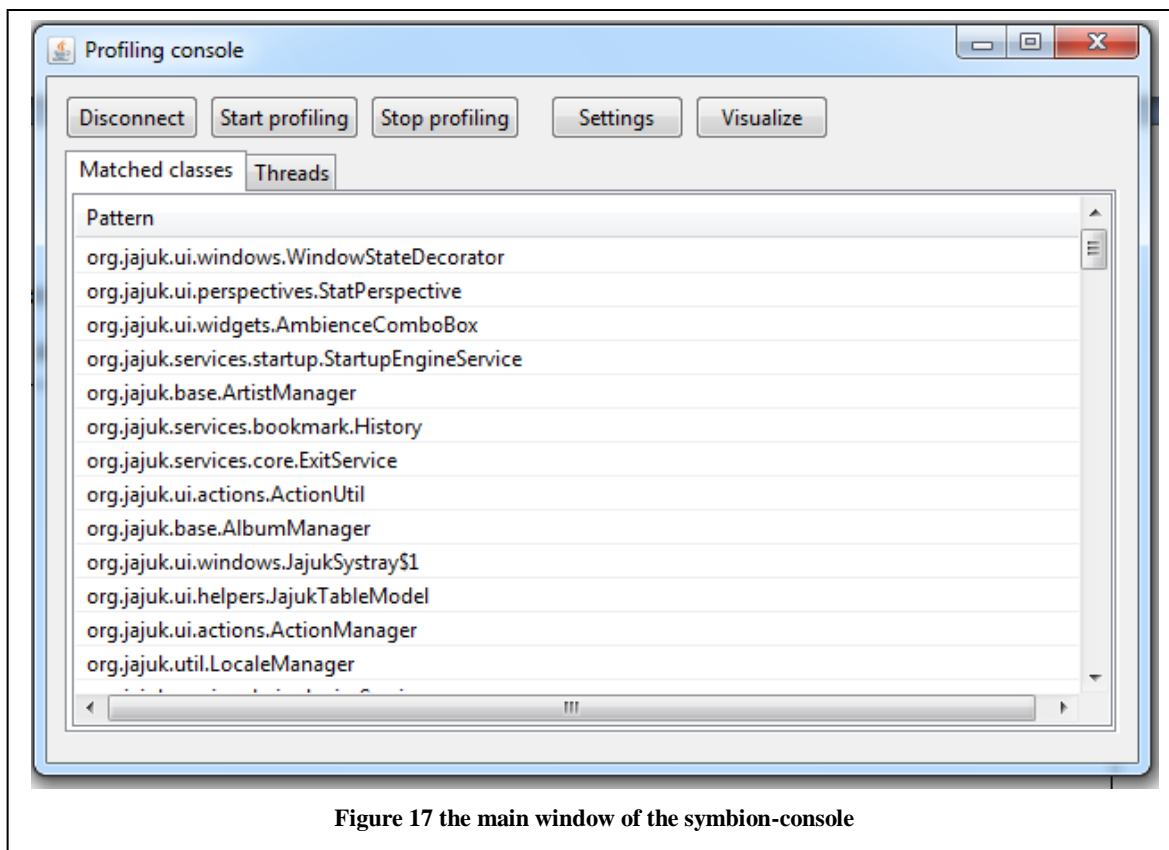 Profiling console
Disconnect Start profiling Stop profiling Settings Visualize
Matched classes Threads
Pattern
org.jajuk.ui.windows.WindowStateDecorator
org.jajuk.ui.perspectives.StatPerspective
org.jajuk.ui.widgets.AmbienceComboBox
org.jajuk.services.startup.StartupEngineService
org.jajuk.base.ArtistManager
org.jajuk.services.bookmark.History
org.jajuk.services.core.ExitService
org.jajuk.ui.actions.ActionUtil
org.jajuk.base.AlbumManager
org.jajuk.ui.windows.JajukSystray$1
org.jajuk.ui.helpers.JajukTableModel
org.jajuk.ui.actions.ActionManager
org.jajuk.util.LocaleManager
Figure 17 the main window of the symbion-console